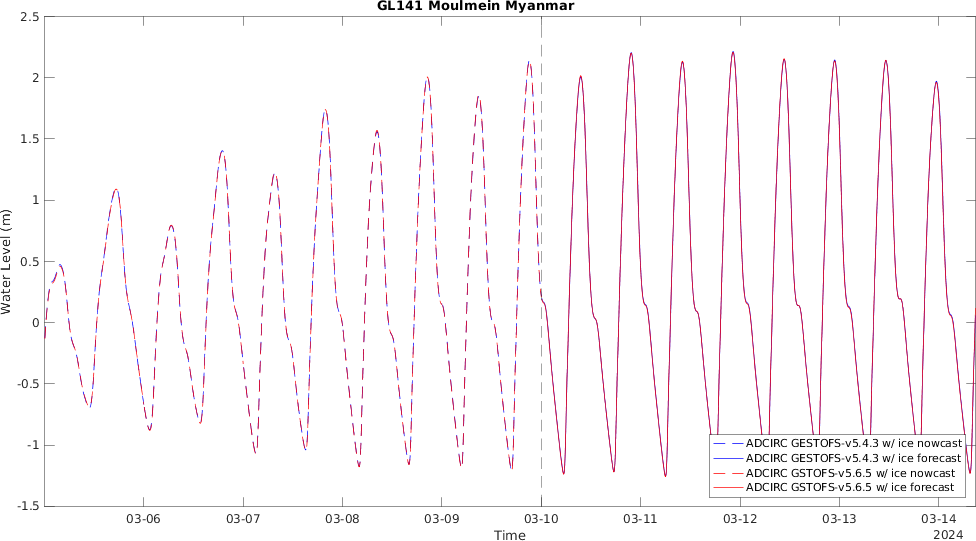 GL141 Moulmein Myanmar
2.5
2
1.5
1
0.5
0
-0.5
-1
-1.5
Water Level (m)
03-06 03-07 03-08 03-09 03-10 03-11 03-12 03-13 03-14
Time
2024
ADCIRC GESTOFS-v5.4.3 w/ ice nowcast
ADCIRC GESTOFS-v5.4.3 w/ ice forecast
ADCIRC GSTOFS-v5.6.5 w/ ice nowcast
ADCIRC GSTOFS-v5.6.5 w/ ice forecast